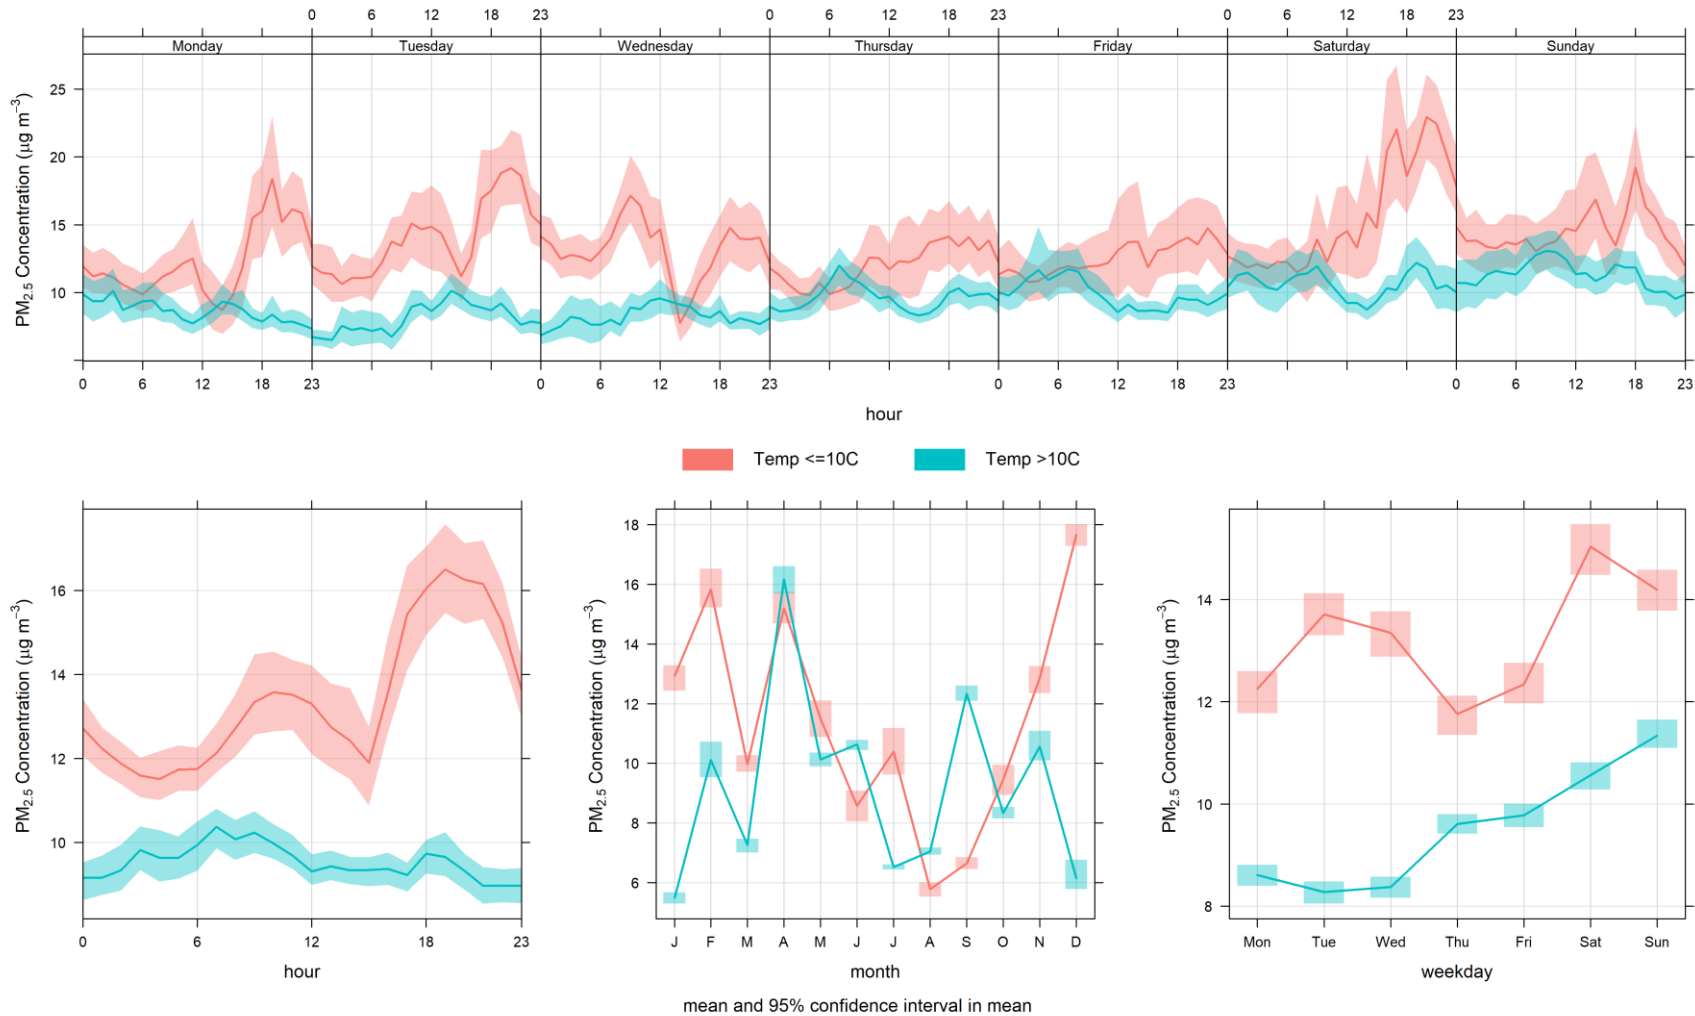 0 6 12 18 23 0 6 12 18 23 0 6 12 18 23
Monday Tuesday Wednesday Thursday Friday Saturday Sunday
PM2.5 Concentration (μg m−3)
25
20
15
10
0 6 12 18 23 0 6 12 23 0 6 12 18 23 0 6 12 18 23
hour
Temp <=10C Temp >10C
PM2.5 Concentration (μg m−3)
16
14
12
10
0 6 12 18 23
hour
PM2.5 Concentration (μg m−3)
18
16
14
12
10
8
6
J F M A M J J A S O N D
month
PM2.5 Concentration (μg m−3)
14
12
10
8
Mon Tue Wed Thu Fri Sat Sun
weekday
mean and 95% confidence interval in mean